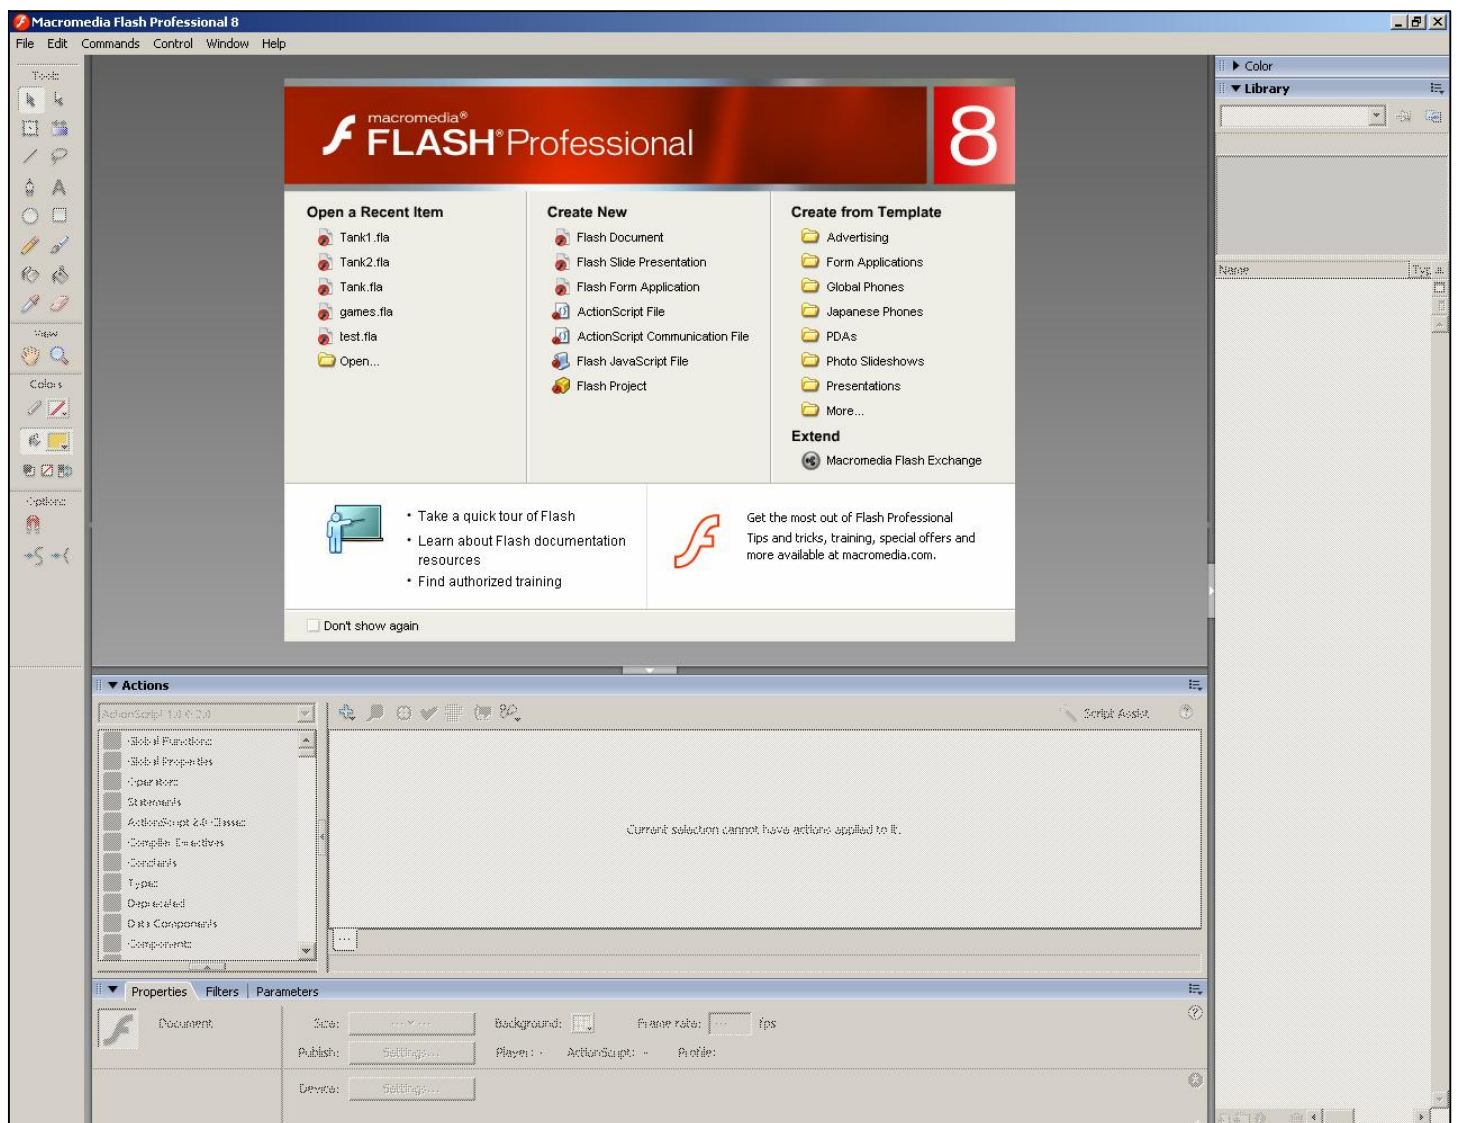 Macromedia Flash Professional 8
File Edit Commands Control Window Help
Tools
View
Colors
Options
macromedia®
FLASH® Professional
8
Open a Recent Item
Tank1.fla
Tank2.fla
Tank.fla
games.fla
test.fla
Open...
Create New
Flash Document
Flash Slide Presentation
Flash Form Application
ActionScript File
ActionScript Communication File
Flash JavaScript File
Flash Project
Create from Template
Advertising
Form Applications
Global Phones
Japanese Phones
PDAs
Photo Slideshows
Presentations
More...
Extend
Macromedia Flash Exchange
• Take a quick tour of Flash
• Learn about Flash documentation
resources
• Find authorized training
Get the most out of Flash Professional
Tips and tricks, training, special offers and
more available at macromedia.com.
Don't show again
Color
Library
Name
Actions
ActionScript 1.0 & 2.0
Script Assist
Global Functions
Global Properties
Operators
Statements
ActionScript 2.0 Classes
Compiler Directives
Constants
Types
Deprecated
Data Components
Components
Current selection cannot have actions applied to it.
Properties Filters Parameters
Document
Size:
Background:
Frame rate: ... fps
Publish: Settings...
Player: - ActionScript: - Profile:
Device: Settings...